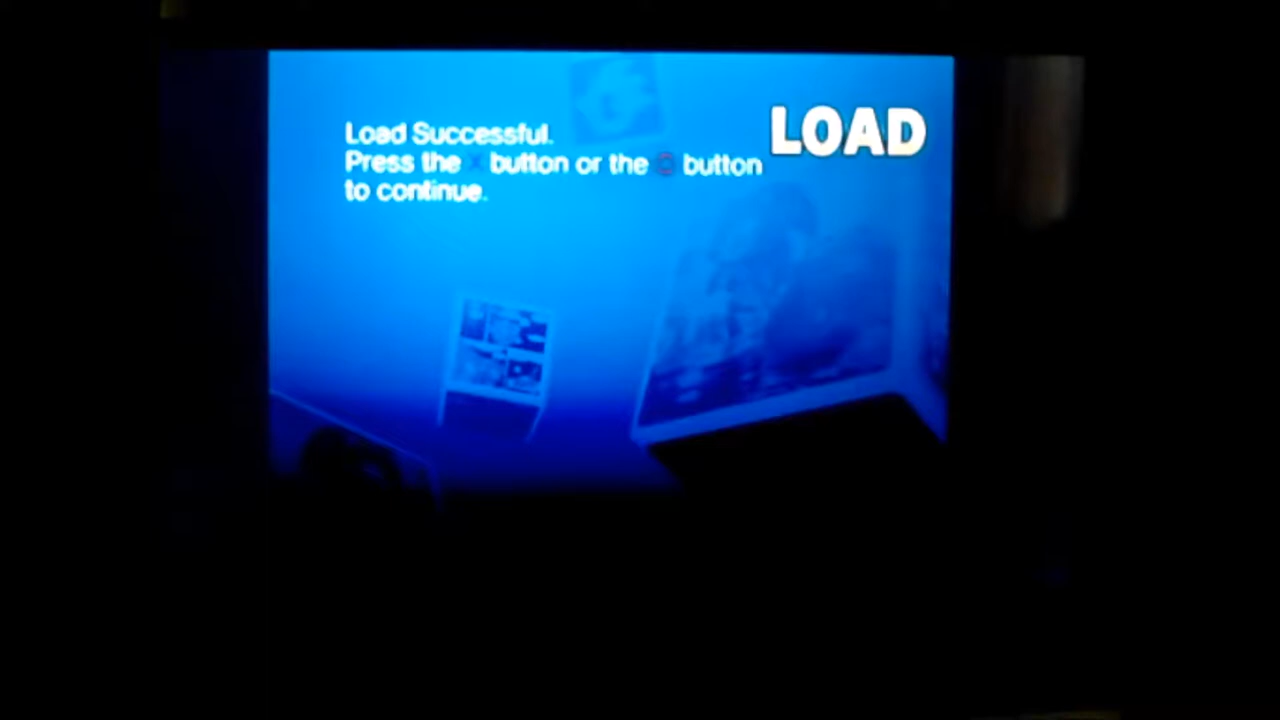 LOAD
Load Successful.
Press the X button or the □ button
to continue.